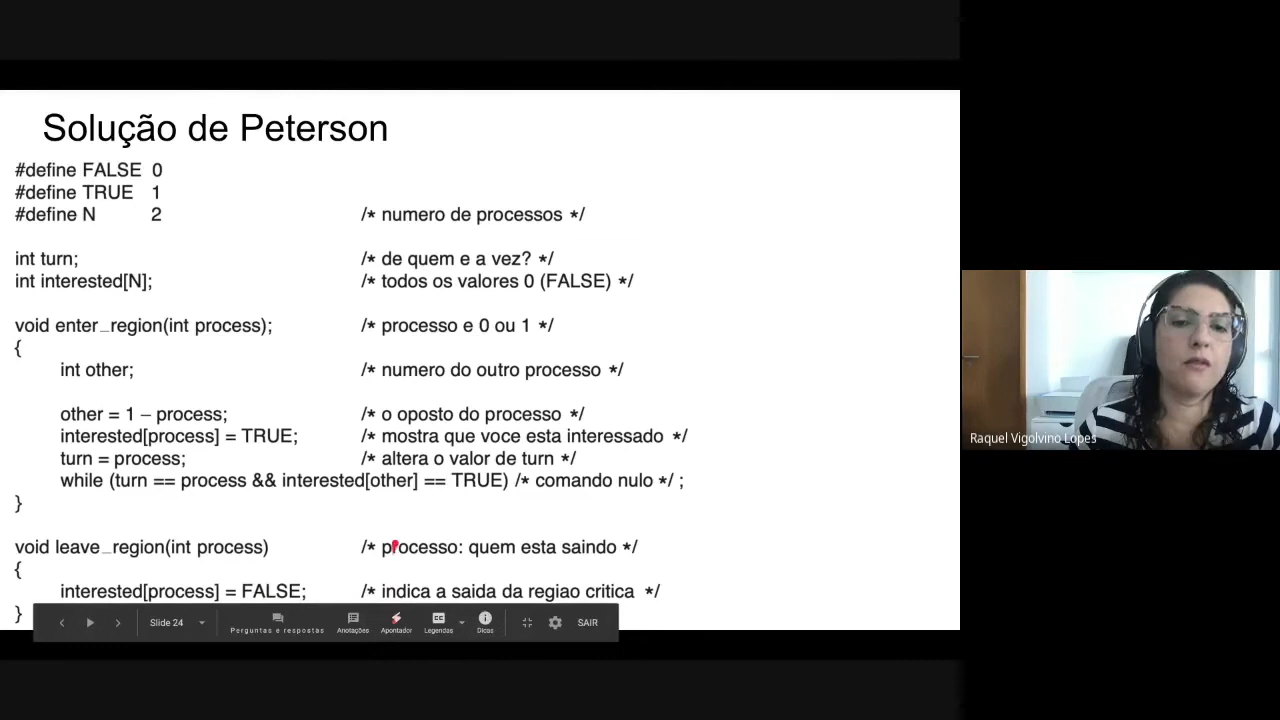 Solução de Peterson
#define FALSE 0
#define TRUE 1
#define N 2 /* numero de processos */
int turn; /* de quem e a vez? */
int interested[N]; /* todos os valores 0 (FALSE) */
void enter_region(int process); /* processo e 0 ou 1 */
{
int other; /* numero do outro processo */
other = 1 – process; /* o oposto do processo */
interested[process] = TRUE; /* mostra que voce esta interessado */
turn = process; /* altera o valor de turn */
while (turn == process && interested[other] == TRUE) /* comando nulo */ ;
}
void leave_region(int process) /* processo: quem esta saindo */
{
interested[process] = FALSE; /* indica a saida da regiao critica */
}
Slide 24
Perguntas e respostas
Anotações
Apontador
Legendas
Dicas
SAIR
Raquel Vigolvino Lopes